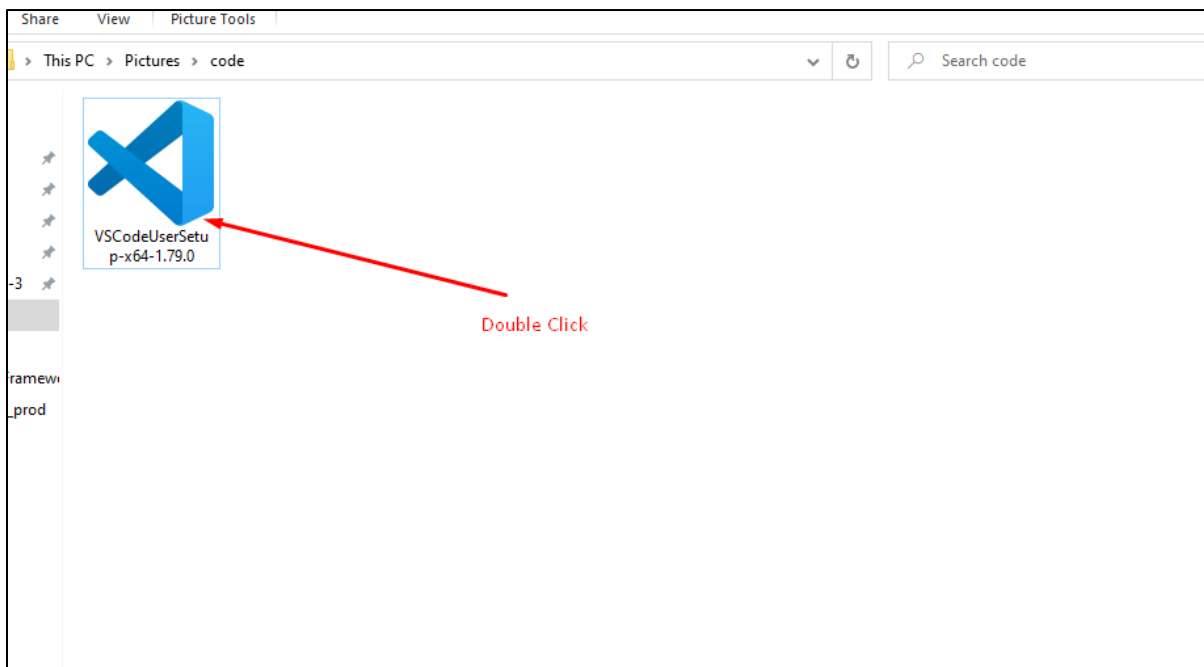 Share View Picture Tools
This PC > Pictures > code
Search code
VSCodeUserSetu
p-x64-1.79.0
Double Click
-3
_prod